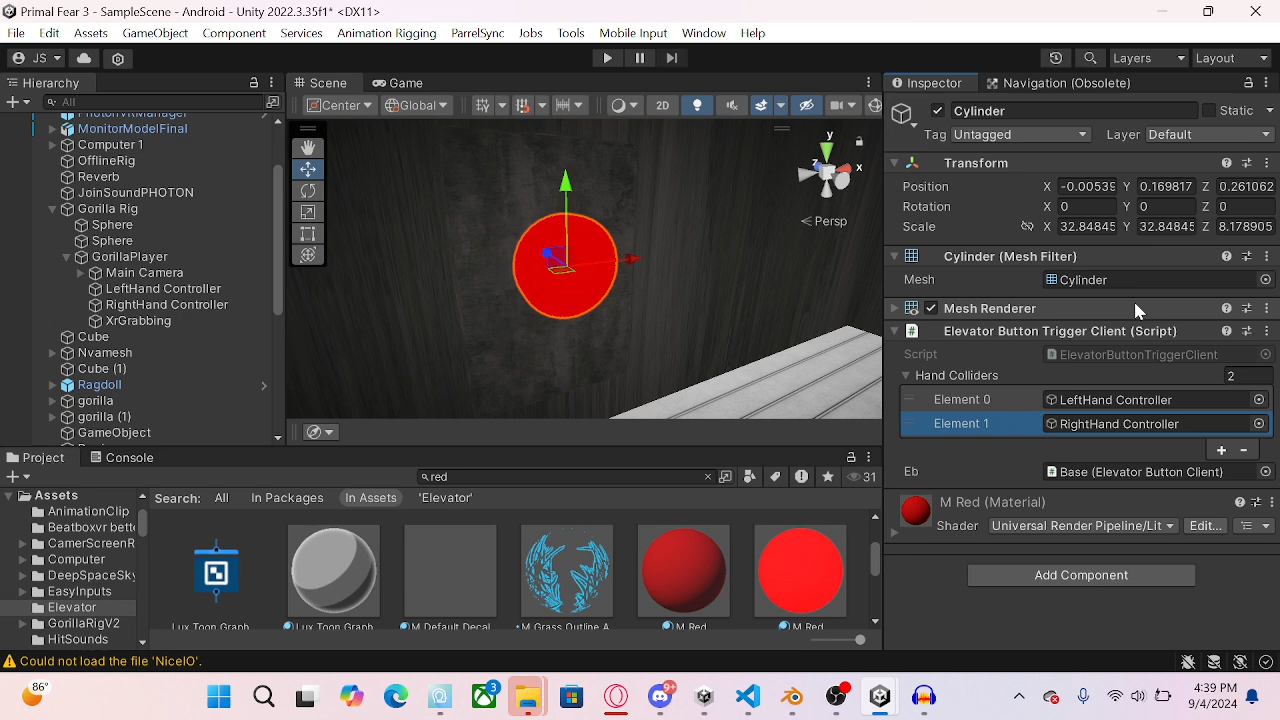 Primal Fear 3 - SampleScene - Android - Unity 2022.3.35f1* <DX11>
File Edit Assets GameObject Component Services Animation Rigging ParrelSync Jobs Tools Mobile Input Window Help
JS Layers Layout
Hierarchy Scene Game Inspector Navigation (Obsolete)
All Center Global 2D Cylinder Static
PhotonVRManager Tag Untagged Layer Default
MonitorModelFinal
Computer 1
OfflineRig
Reverb
JoinSoundPHOTON
Gorilla Rig
Sphere
Sphere
GorillaPlayer
Main Camera
LeftHand Controller
RightHand Controller
XrGrabbing
Cube
Nvamesh
Cube (1)
Ragdoll
gorilla
gorilla (1)
GameObject
y
z x
< Persp
Transform
Position X -0.00539 Y 0.169817 Z 0.261082
Rotation X 0 Y 0 Z 0
Scale X 32.84845 Y 32.84845 Z 8.178905
Cylinder (Mesh Filter)
Mesh Cylinder
Mesh Renderer
Elevator Button Trigger Client (Script)
Script ElevatorButtonTriggerClient
Hand Colliders 2
Element 0 LeftHand Controller
Element 1 RightHand Controller
+ -
Eb Base (Elevator Button Client)
M Red (Material)
Shader Universal Render Pipeline/Lit Edit...
Add Component
Project Console
red 31
Search: All In Packages In Assets 'Elevator'
Assets
AnimationClip
Beatboxvr bett
CamerScreenR
Computer
DeepSpaceSky
EasyInputs
Elevator
GorillaRigV2
HitSounds
Lux Toon Graph Lux Toon Graph M Default Decal M Grass Outline A M Red M Red
Could not load the file 'NiceIO'.
86° 3 9+ 4:39 PM
9/4/2024